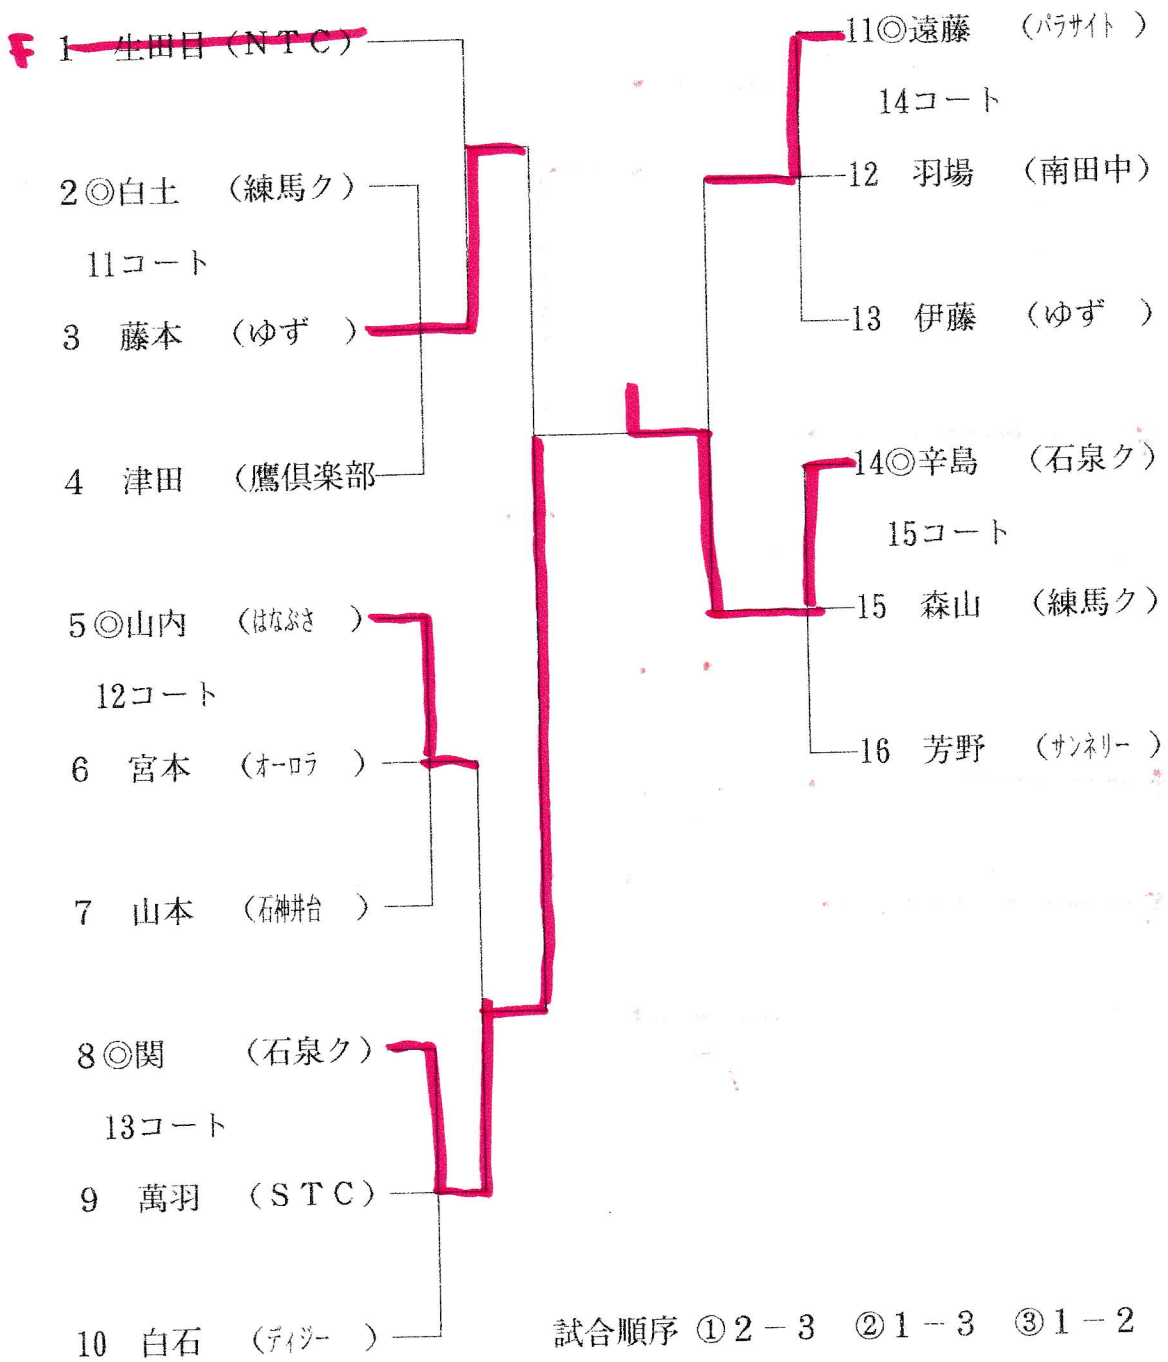 F 1 生田目(NTC)
2◎白土 (練馬ク)
11コート
3 藤本 (ゆず )
4 津田 (鷹倶楽部
5◎山内 (はなぶさ )
12コート
6 宮本 (オーロラ )
7 山本 (石神井台 )
8◎関 (石泉ク)
13コート
9 萬羽 (STC)
10 白石 (デイジー )
11◎遠藤 (パラサイト )
14コート
12 羽場 (南田中)
13 伊藤 (ゆず )
14◎辛島 (石泉ク)
15コート
15 森山 (練馬ク)
16 芳野 (サンネリー )
試合順序 ①2-3 ②1-3 ③1-2